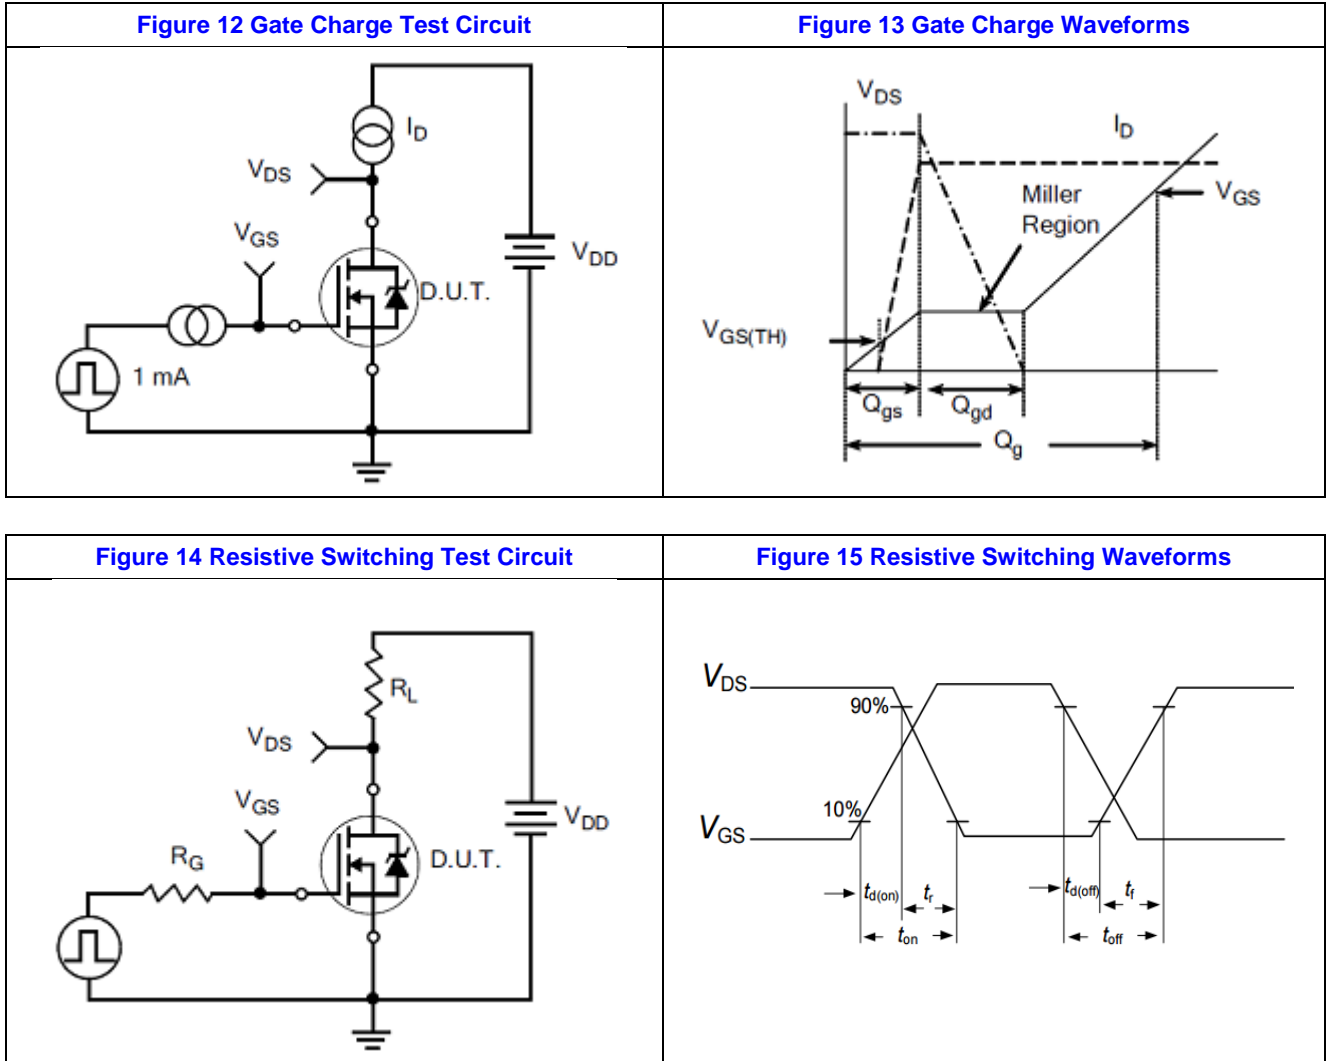 Figure 12 Gate Charge Test Circuit
Figure 13 Gate Charge Waveforms
ID
VDS
VGS
VDD
D.U.T.
1 mA
VDS
ID
Miller
Region
VGS
VGS(TH)
Qgs
Qgd
Qg
Figure 14 Resistive Switching Test Circuit
Figure 15 Resistive Switching Waveforms
RL
VDS
VGS
VDD
RG
D.U.T.
VDS
90%
10%
VGS
td(on)
tr
td(off)
tf
ton
toff